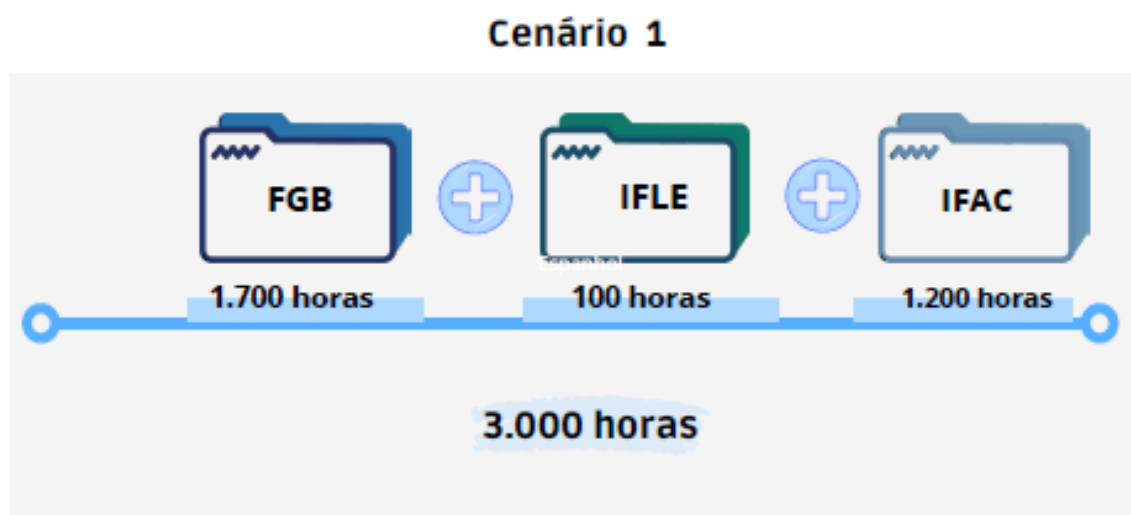 Cenário 1
FGB
IFLE
IFAC
Espanhol
1.700 horas
100 horas
1.200 horas
3.000 horas